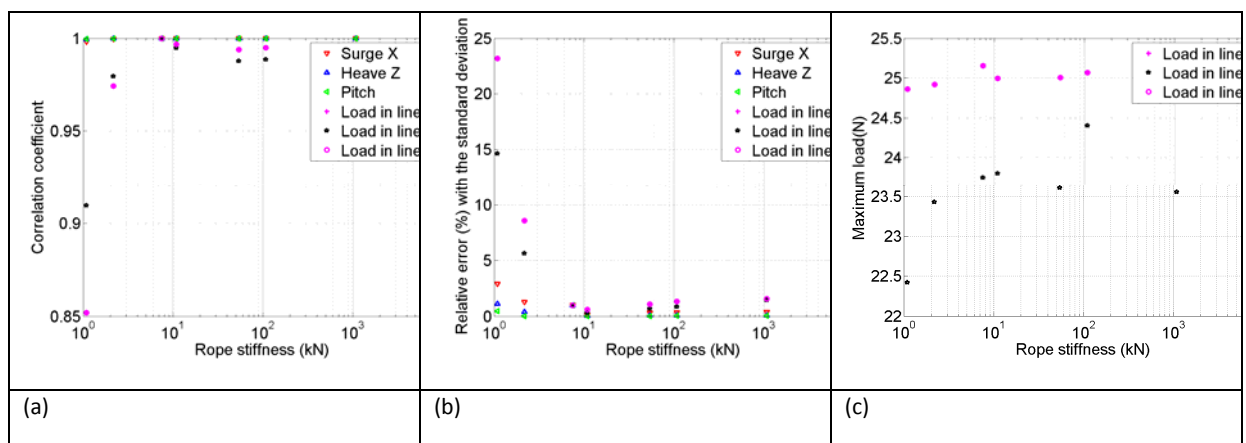 1
0.95
0.9
0.85
10^0
10^1
10^2
10^3
Correlation coefficient
Rope stiffness (kN)
Surge X
Heave Z
Pitch
Load in line
Load in line
Load in line
25
20
15
10
5
0
10^0
10^1
10^2
10^3
Relative error (%) with the standard deviation
Rope stiffness (kN)
Surge X
Heave Z
Pitch
Load in line
Load in line
Load in line
25.5
25
24.5
24
23.5
23
22.5
22
10^0
10^1
10^2
10^3
Maximum load(N)
Rope stiffness (kN)
Load in line
Load in line
Load in line
(a)
(b)
(c)